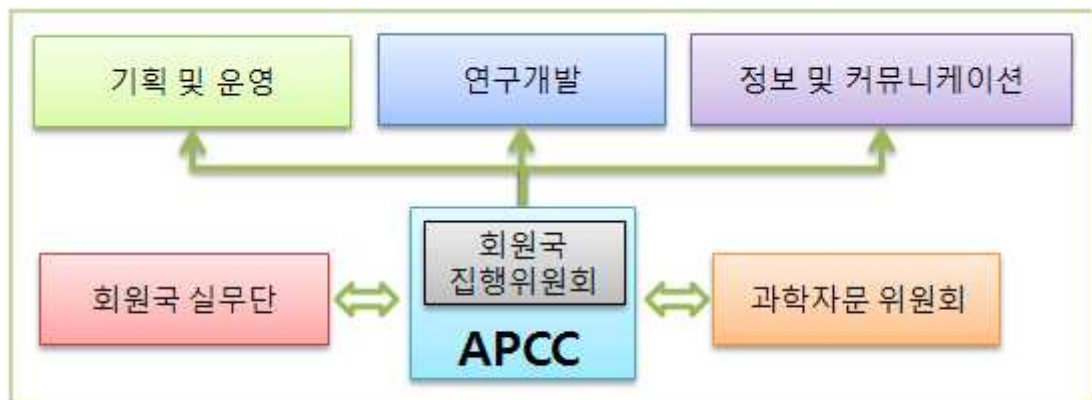 기획 및 운영
연구개발
정보 및 커뮤니케이션
회원국
집행위원회
회원국 실무단
과학자문 위원회
APCC